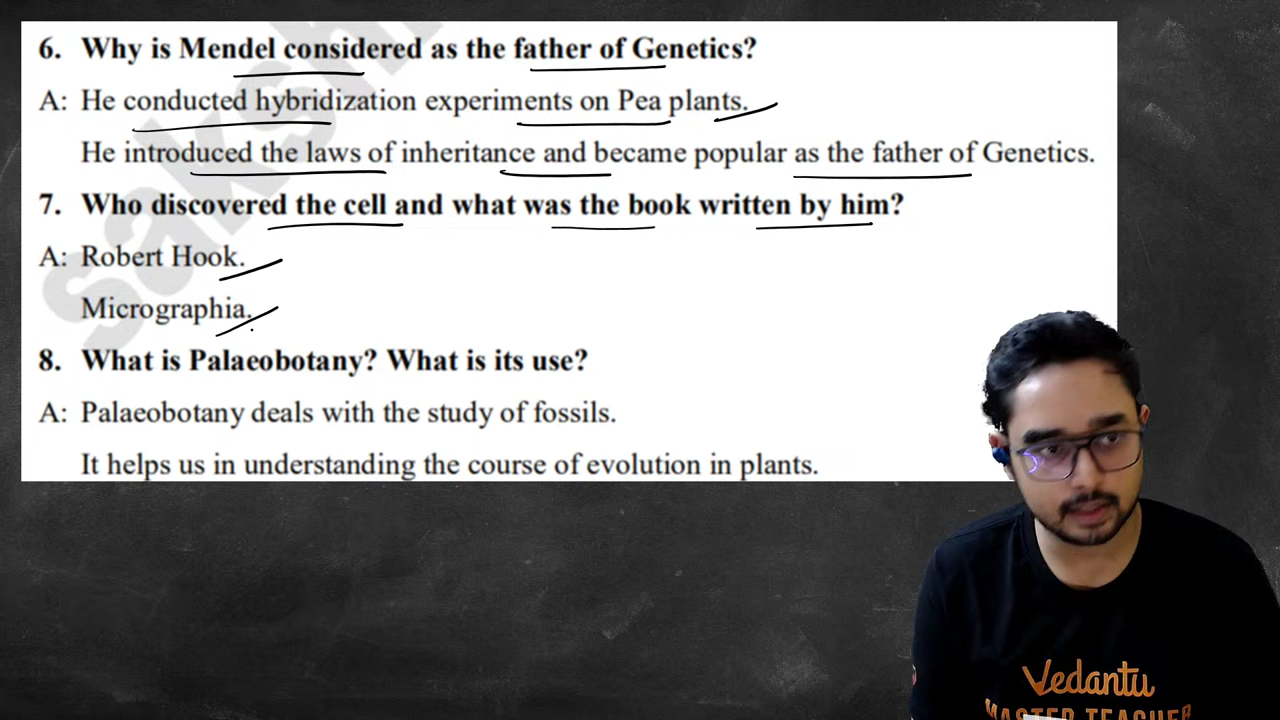 6. Why is Mendel considered as the father of Genetics?
A: He conducted hybridization experiments on Pea plants.
He introduced the laws of inheritance and became popular as the father of Genetics.
7. Who discovered the cell and what was the book written by him?
A: Robert Hook.
Micrographia.
8. What is Palaeobotany? What is its use?
A: Palaeobotany deals with the study of fossils.
It helps us in understanding the course of evolution in plants.
Vedantu
MASTER TEACHER